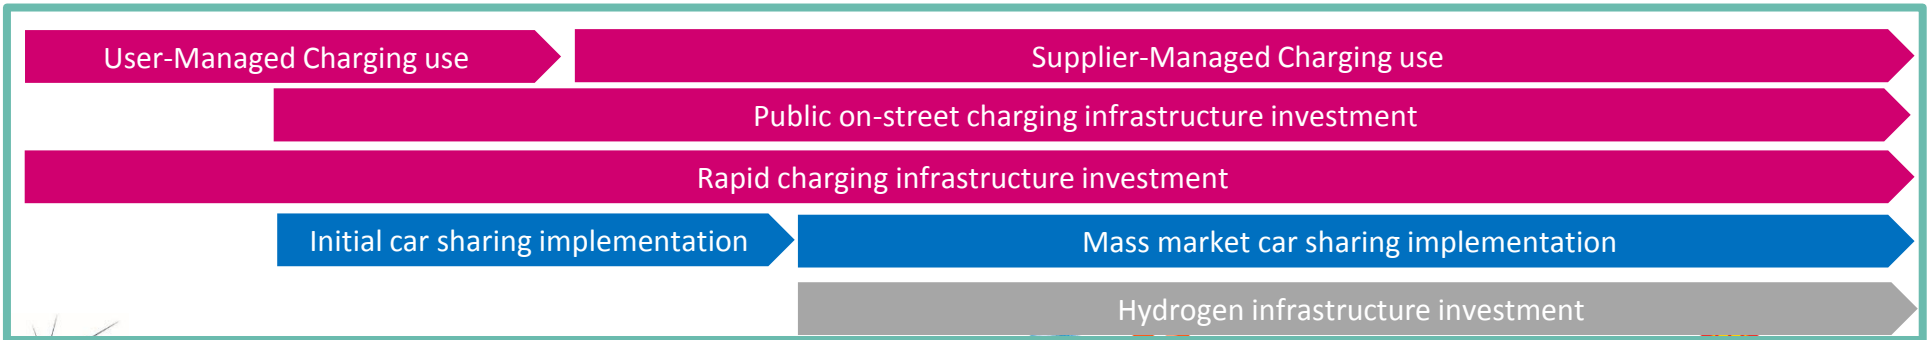 User-Managed Charging use
Supplier-Managed Charging use
Public on-street charging infrastructure investment
Rapid charging infrastructure investment
Initial car sharing implementation
Mass market car sharing implementation
Hydrogen infrastructure investment